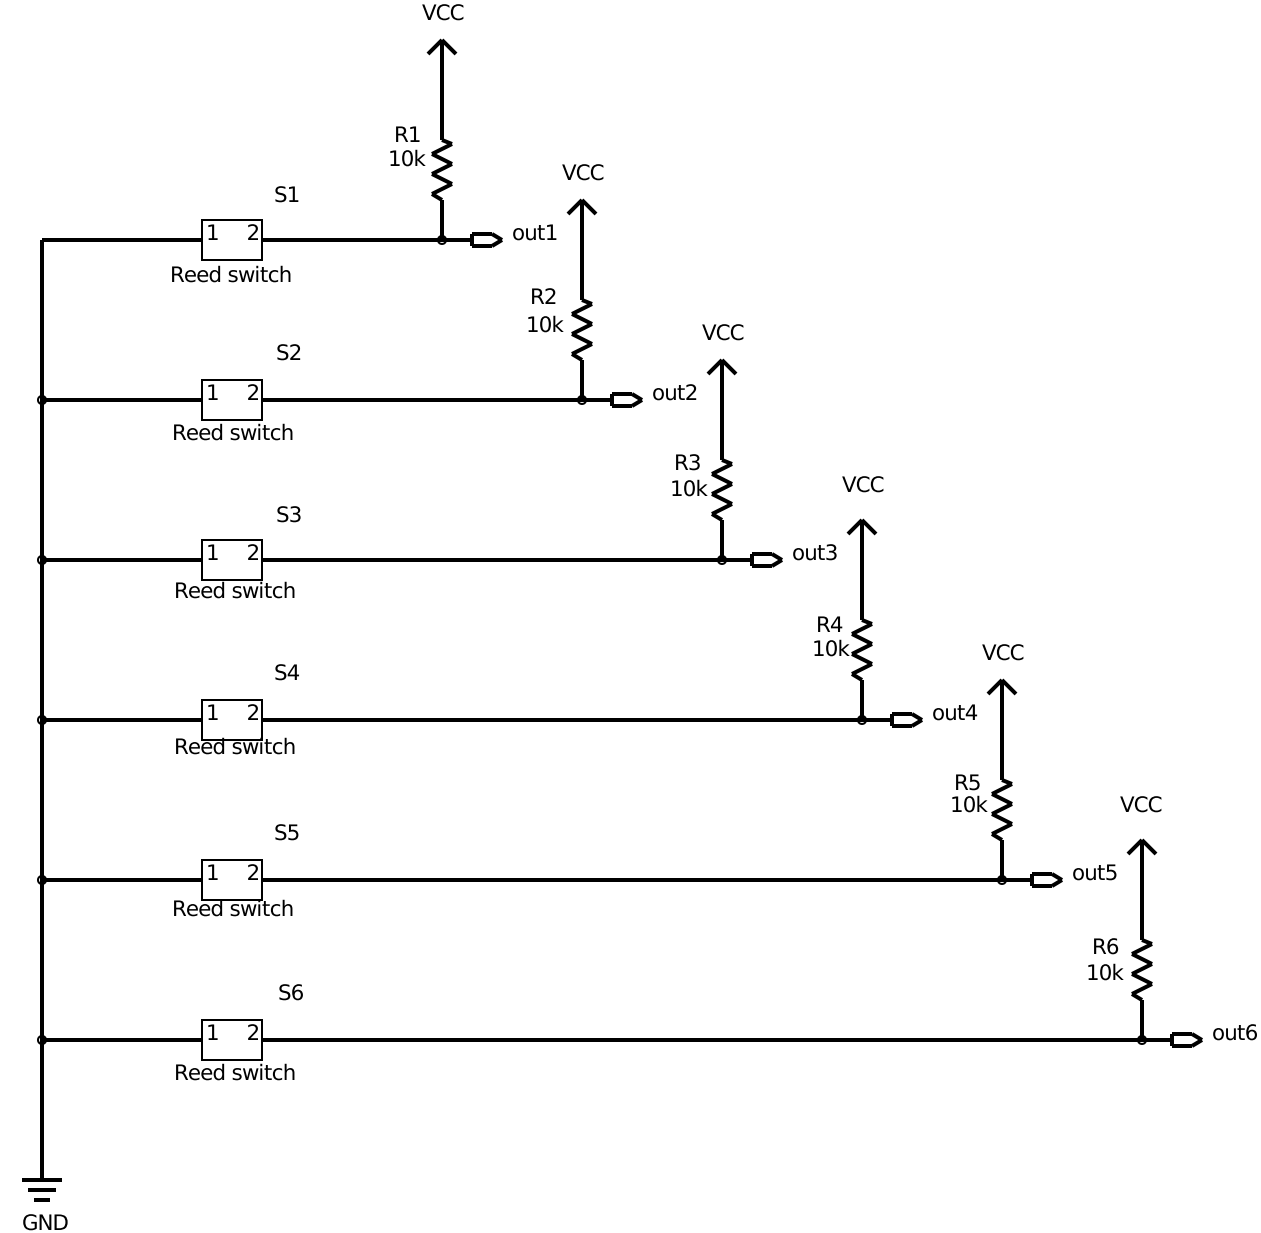 VCC
R1
10k
VCC
S1
1 2
out1
Reed switch
R2
10k
VCC
S2
1 2
out2
Reed switch
R3
10k
VCC
S3
1 2
out3
Reed switch
R4
10k
VCC
S4
1 2
out4
Reed switch
R5
10k
VCC
S5
1 2
out5
Reed switch
R6
10k
S6
1 2
out6
Reed switch
GND